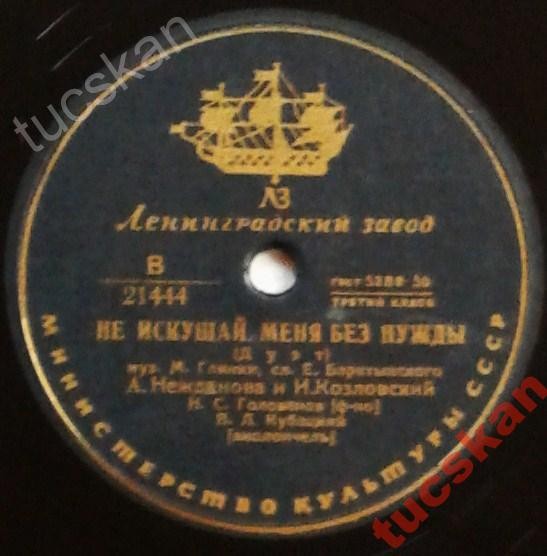 tucskan
ЛЗ
Ленинградский завод
В
21444
ГОСТ 5289-50
ТРЕТИЙ КЛАСС
НЕ ИСКУШАЙ МЕНЯ БЕЗ НУЖДЫ
(Дуэт)
муз. М. Глинки, сл. Е. Баратынского
А. Нежданова и И. Козловский
Н. С. Голованов (ф-но)
В. Л. Кубацкий
(виолончель)
МИНИСТЕРСТВО КУЛЬТУРЫ СССР
tucskan